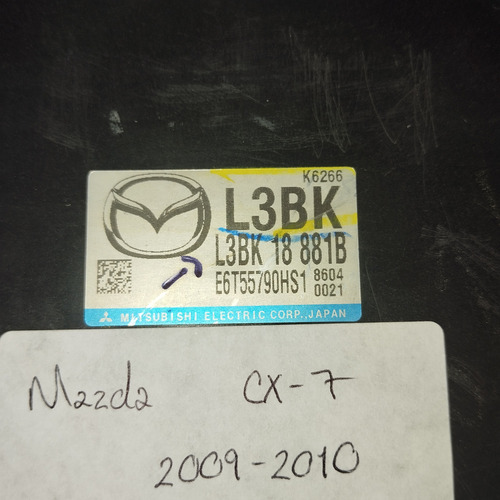 K6266
L3BK
L3BK 18 881B
E6T55790HS1 8604
0021
MITSUBISHI ELECTRIC CORP., JAPAN
Mazda CX-7
2009-2010